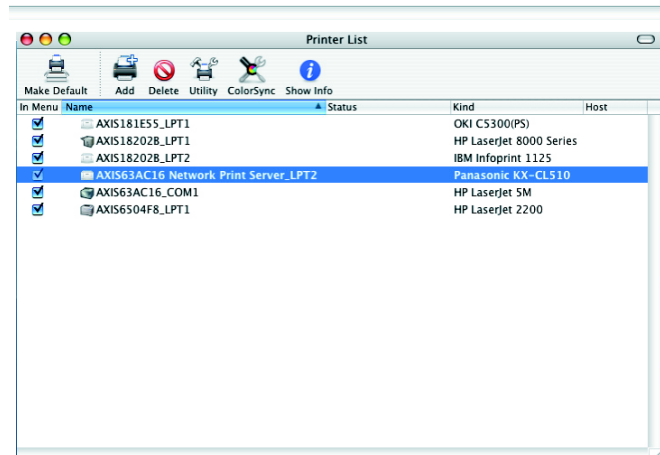 Printer List
Make Default Add Delete Utility ColorSync Show Info
In Menu Name Status Kind Host
AXIS181E55_LPT1 OKI C5300(PS)
AXIS18202B_LPT1 HP LaserJet 8000 Series
AXIS18202B_LPT2 IBM Infoprint 1125
AXIS63AC16 Network Print Server_LPT2 Panasonic KX-CL510
AXIS63AC16_COM1 HP LaserJet 5M
AXIS6504F8_LPT1 HP LaserJet 2200